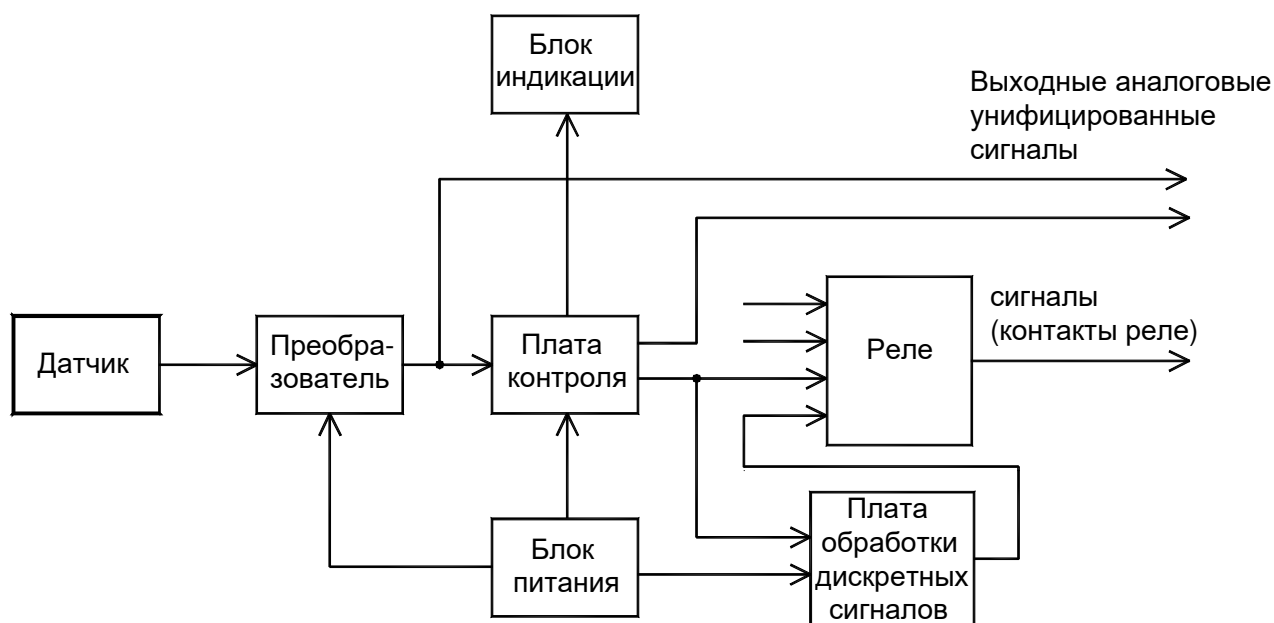 Блок
индикации
Выходные аналоговые
унифицированные
сигналы
Датчик
Преобра-
зователь
Плата
контроля
Реле
сигналы
(контакты реле)
Блок
питания
Плата
обработки
дискретных
сигналов